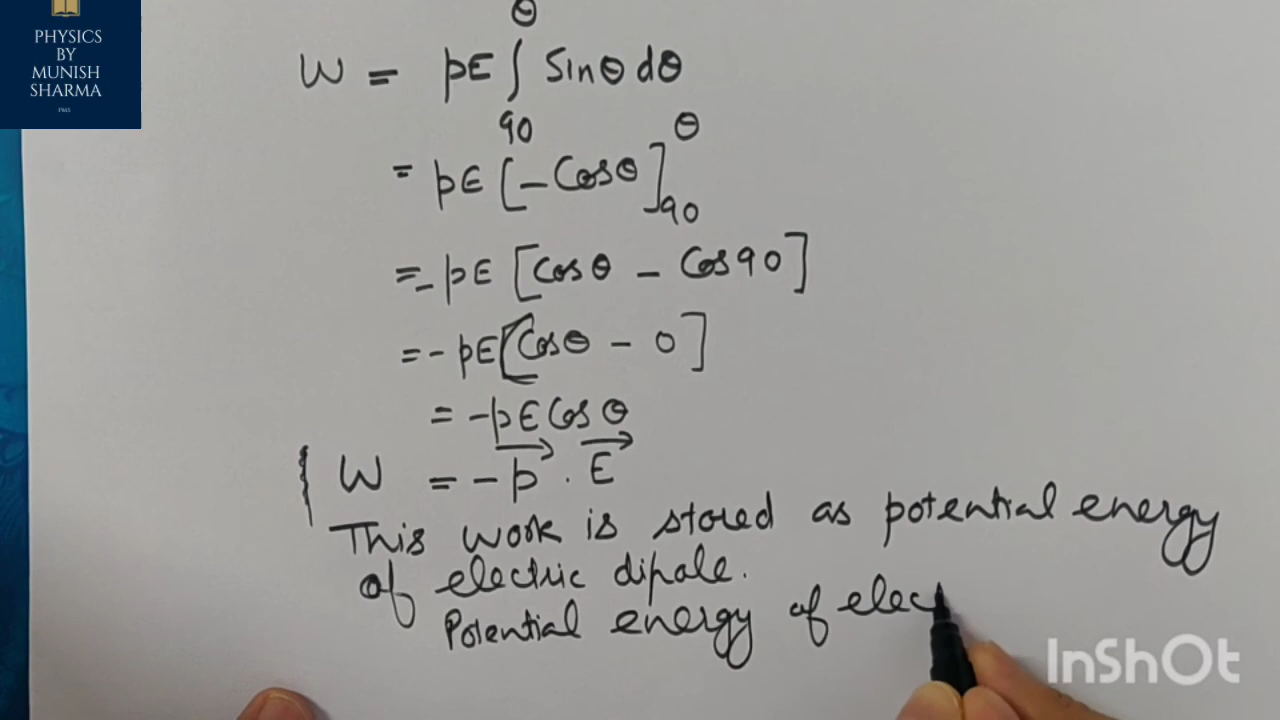 PHYSICS
BY
MUNISH
SHARMA
θ
W = pE ∫ Sinθ dθ
90
= pE [- Cosθ]
θ
90
= - pE [Cosθ - Cos90]
= - pE [Cosθ - 0]
= - pE Cosθ
W = - p⃗ . E⃗
This work is stored as potential energy
of electric dipole.
Potential energy of elec
InShOt